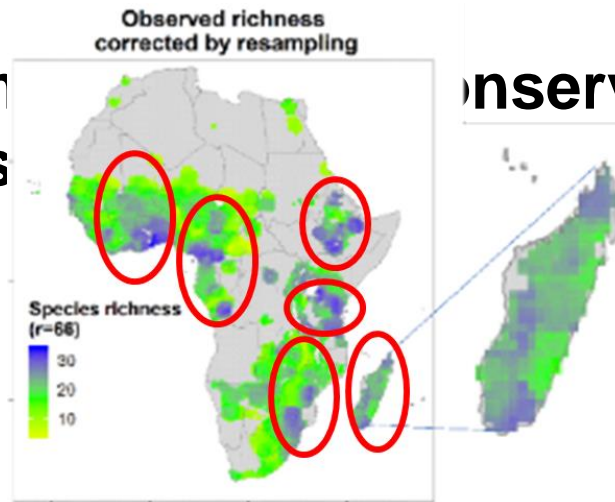 Observed richness
corrected by resampling
onserv
s
Species richness
(r=66)
30
20
10